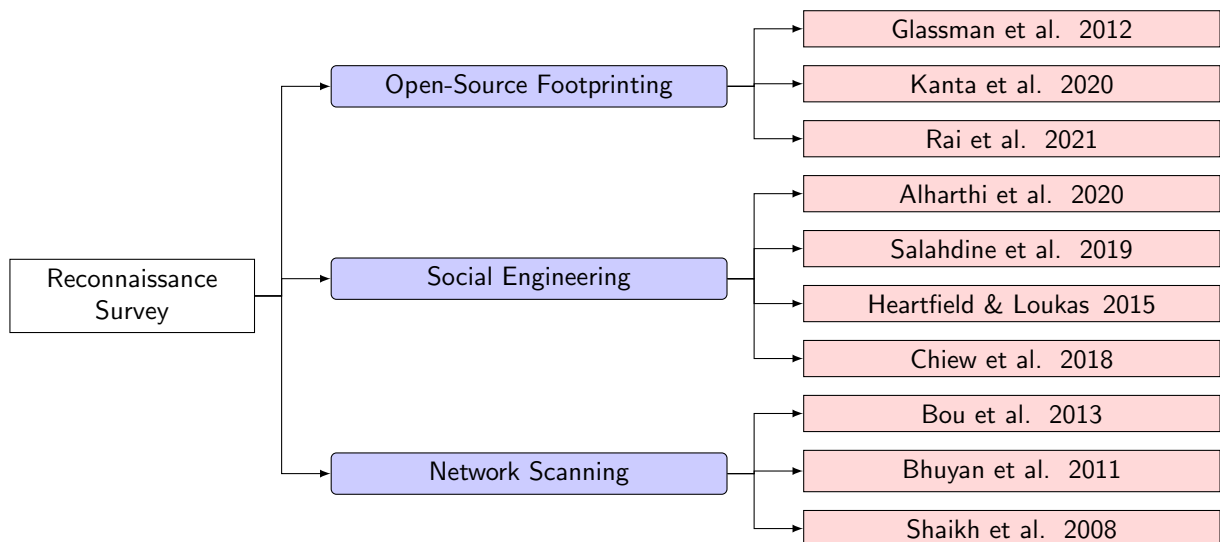 Reconnaissance
Survey
Open-Source Footprinting
Glassman et al. 2012
Kanta et al. 2020
Rai et al. 2021
Social Engineering
Alharthi et al. 2020
Salahdine et al. 2019
Heartfield & Loukas 2015
Chiew et al. 2018
Network Scanning
Bou et al. 2013
Bhuyan et al. 2011
Shaikh et al. 2008